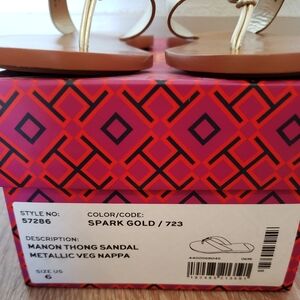 STYLE NO:
57286
COLOR/CODE:
SPARK GOLD / 723
DESCRIPTION:
MANON THONG SANDAL
METALLIC VEG NAPPA
SIZE US
6